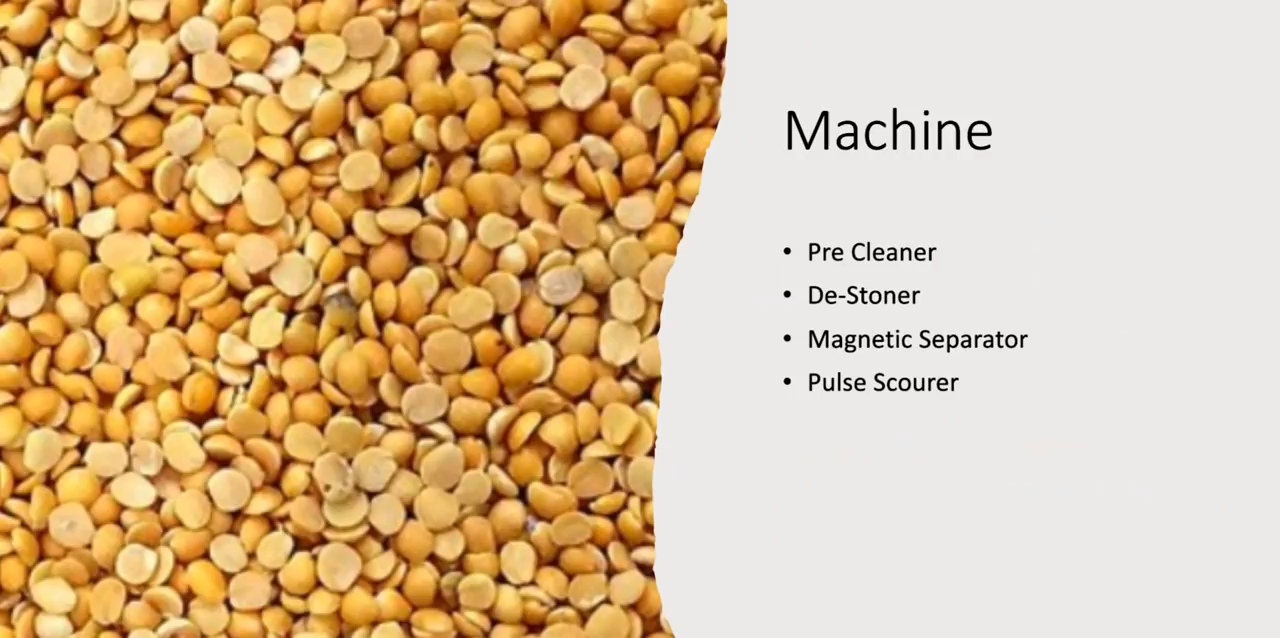 Machine
• Pre Cleaner
• De-Stoner
• Magnetic Separator
• Pulse Scourer